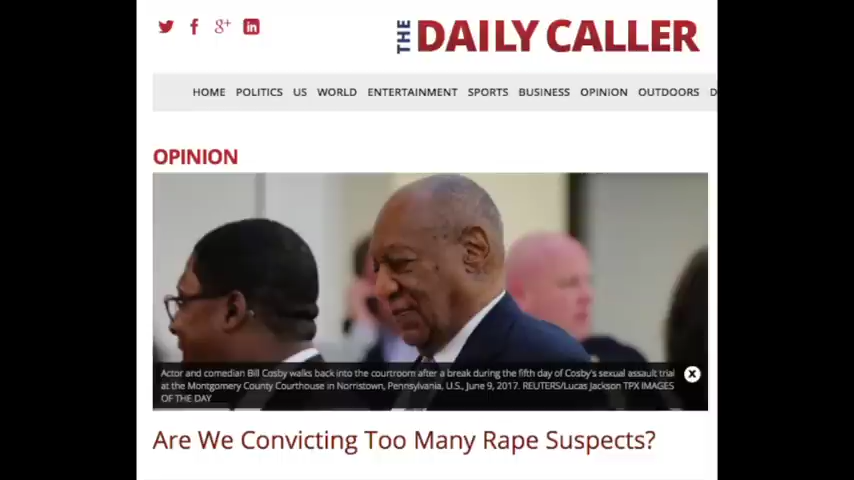 THE DAILY CALLER
HOME POLITICS US WORLD ENTERTAINMENT SPORTS BUSINESS OPINION OUTDOORS D
OPINION
Actor and comedian Bill Cosby walks back into the courtroom after a break during the fifth day of Cosby's sexual assault trial
at the Montgomery County Courthouse in Norristown, Pennsylvania, U.S., June 9, 2017. REUTERS/Lucas Jackson TPX IMAGES
OF THE DAY
Are We Convicting Too Many Rape Suspects?